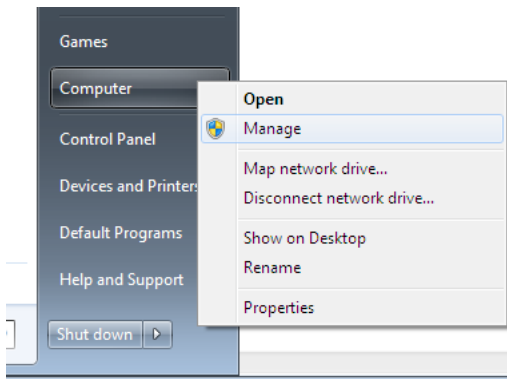 Games
Computer
Control Panel
Devices and Printers
Default Programs
Help and Support
Shut down
Open
Manage
Map network drive...
Disconnect network drive...
Show on Desktop
Rename
Properties